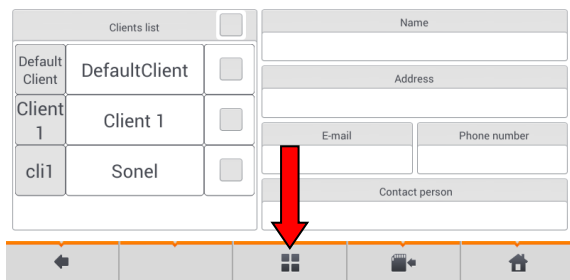 Clients list
Default
Client
DefaultClient
Client
1
Client 1
cli1
Sonel
Name
Address
E-mail
Phone number
Contact person